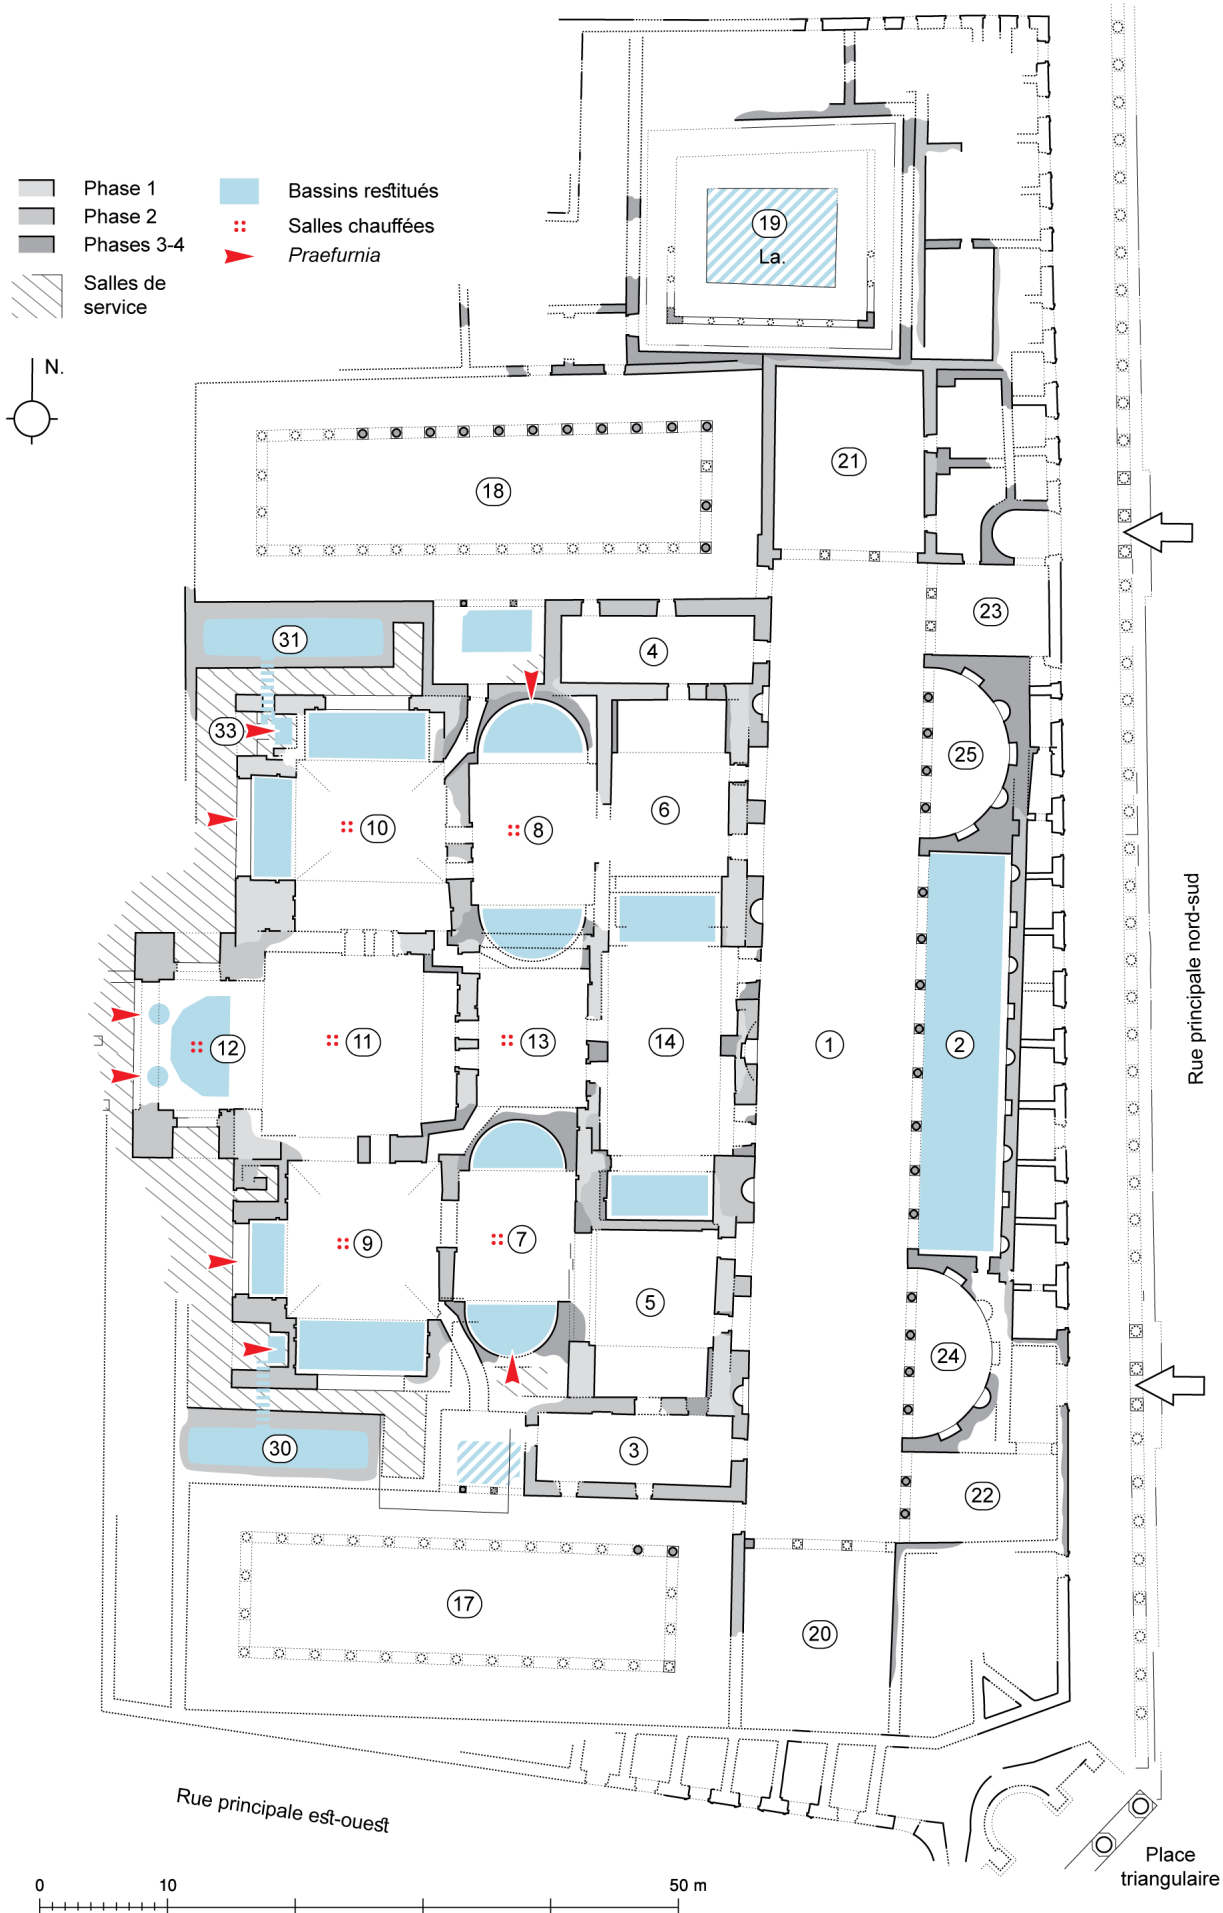 Phase 1
Phase 2
Phases 3-4
Salles de
service
Bassins restitués
Salles chauffées
Praefurnia
N.
19
La.
21
18
23
31
4
33
25
6
10
8
12
11
13
14
1
2
9
7
5
24
30
3
22
17
20
Rue principale nord-sud
Rue principale est-ouest
Place
triangulaire
0
10
50 m